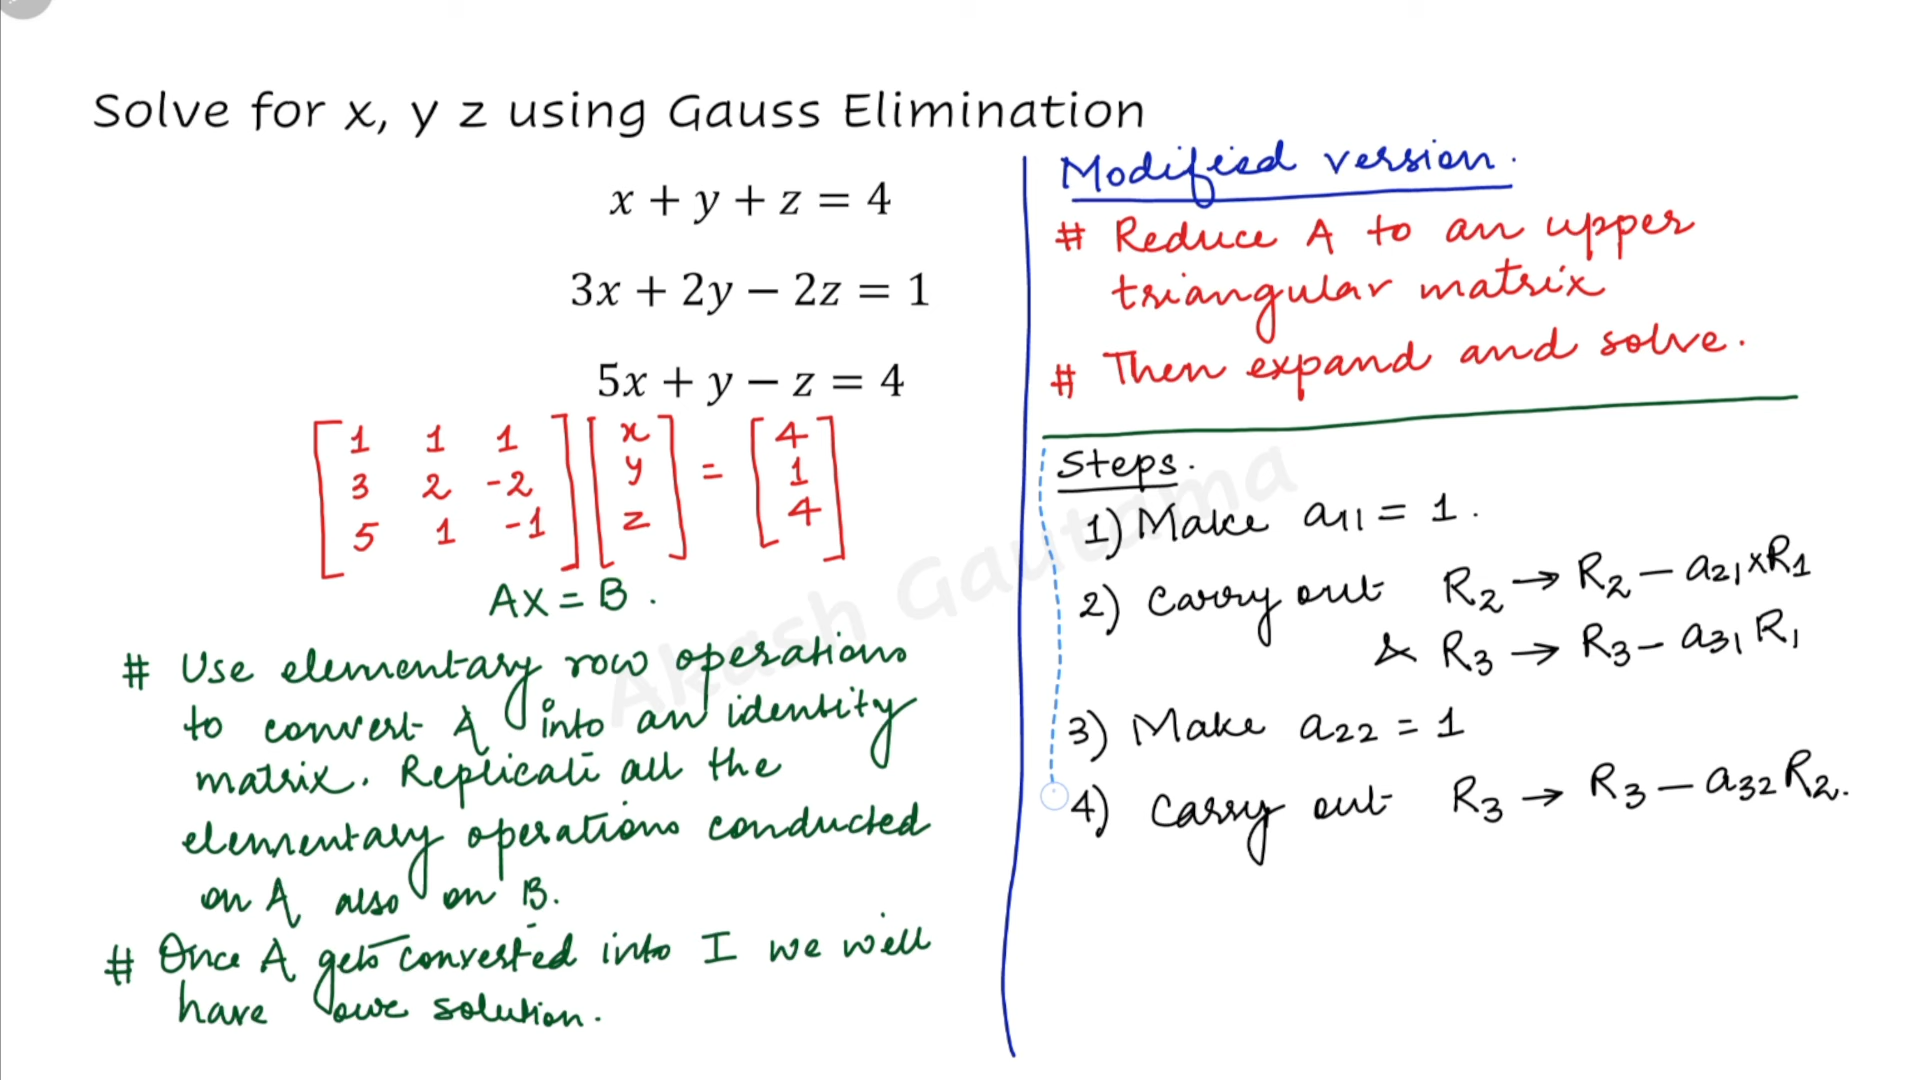 Solve for x, y z using Gauss Elimination
x + y + z = 4
3x + 2y − 2z = 1
5x + y − z = 4
[1 1 1] [x] = [4]
[3 2 -2] [y] [1]
[5 1 -1] [z] [4]
AX = B .
# Use elementary row operations
to convert A into an identity
matrix. Replicate all the
elementary operations conducted
on A also on B.
# Once A gets converted into I we will
have our solution.
Modified version.
# Reduce A to an upper
triangular matrix
# Then expand and solve.
Steps.
1) Make a11 = 1.
2) Carry out R2 → R2 − a21×R1
& R3 → R3 − a31 R1
3) Make a22 = 1
4) Carry out R3 → R3 − a32 R2.
Akash Gautama